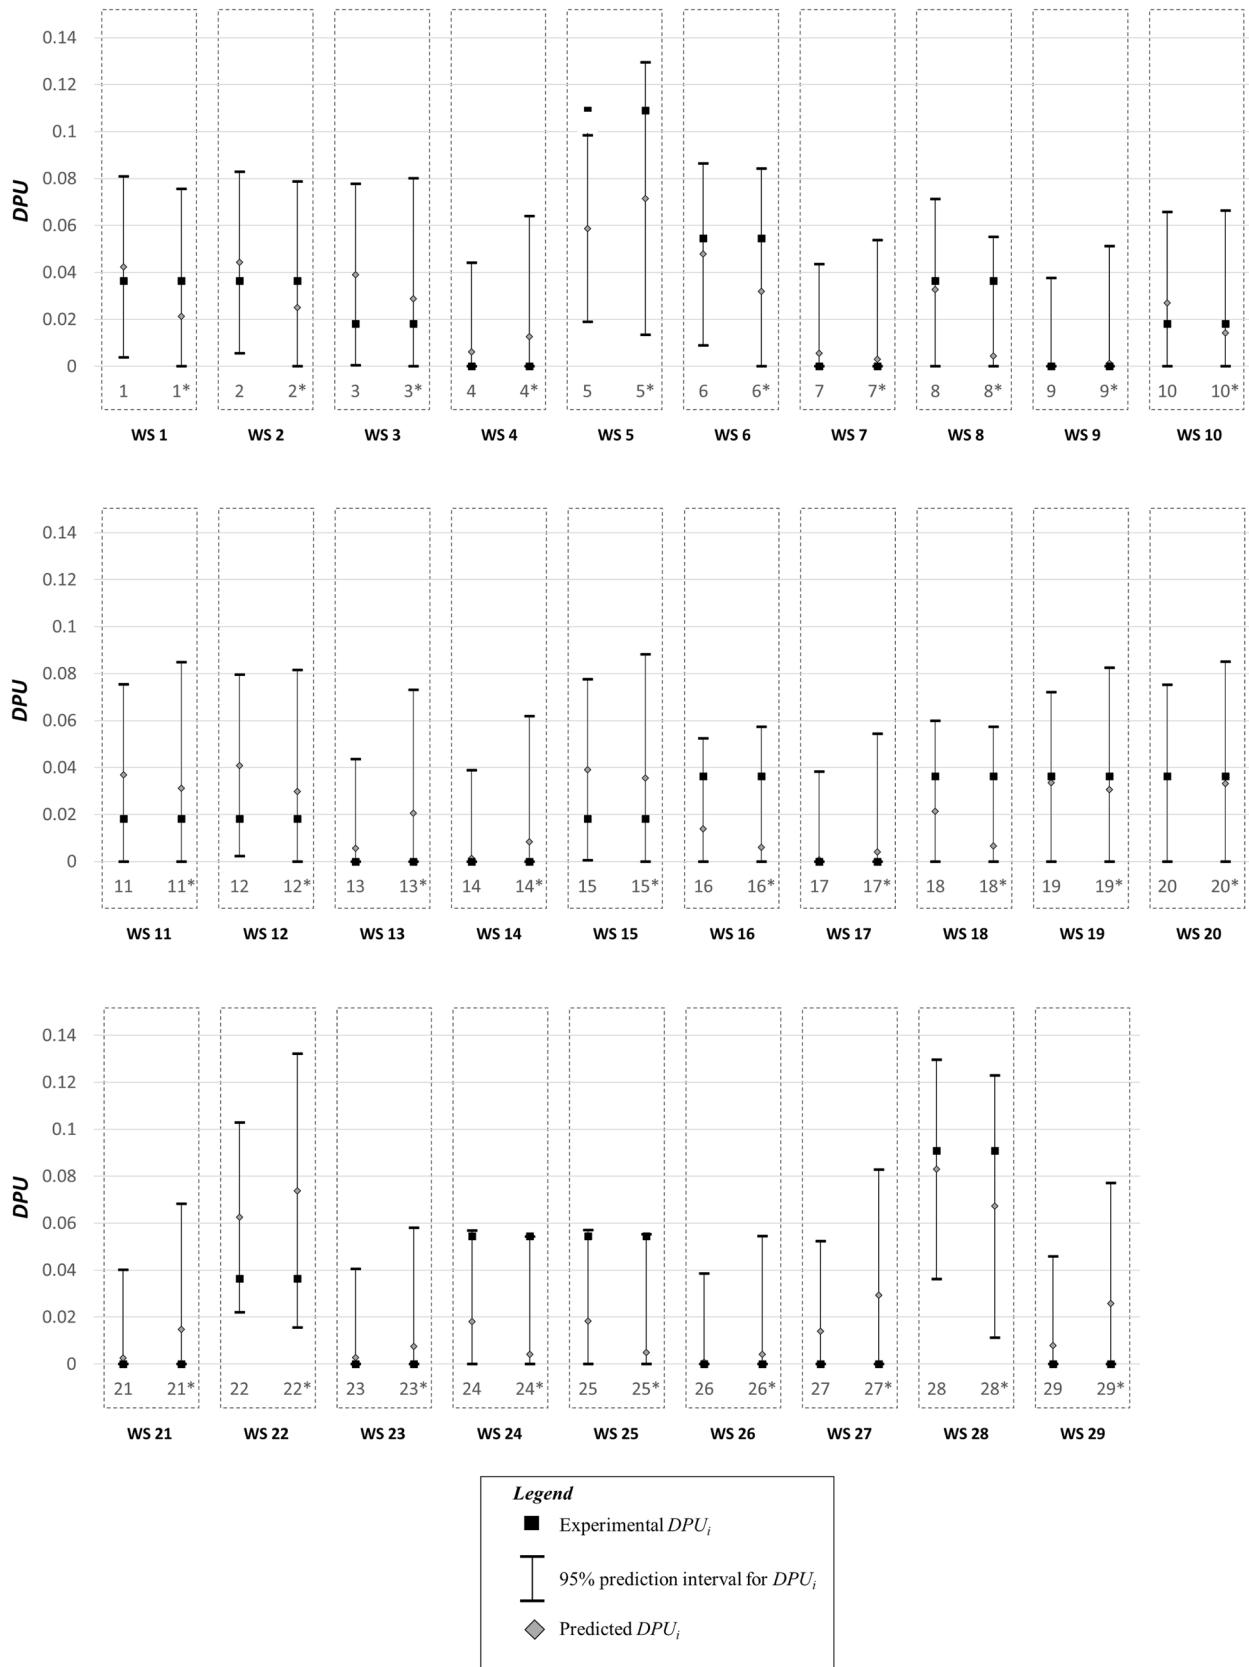 0.14
0.12
0.1
0.08
0.06
0.04
0.02
0
DPU
1 1* 2 2* 3 3* 4 4* 5 5* 6 6* 7 7* 8 8* 9 9* 10 10*
WS 1 WS 2 WS 3 WS 4 WS 5 WS 6 WS 7 WS 8 WS 9 WS 10
0.14
0.12
0.1
0.08
0.06
0.04
0.02
0
DPU
11 11* 12 12* 13 13* 14 14* 15 15* 16 16* 17 17* 18 18* 19 19* 20 20*
WS 11 WS 12 WS 13 WS 14 WS 15 WS 16 WS 17 WS 18 WS 19 WS 20
0.14
0.12
0.1
0.08
0.06
0.04
0.02
0
DPU
21 21* 22 22* 23 23* 24 24* 25 25* 26 26* 27 27* 28 28* 29 29*
WS 21 WS 22 WS 23 WS 24 WS 25 WS 26 WS 27 WS 28 WS 29
Legend
Experimental DPUi
95% prediction interval for DPUi
Predicted DPUi